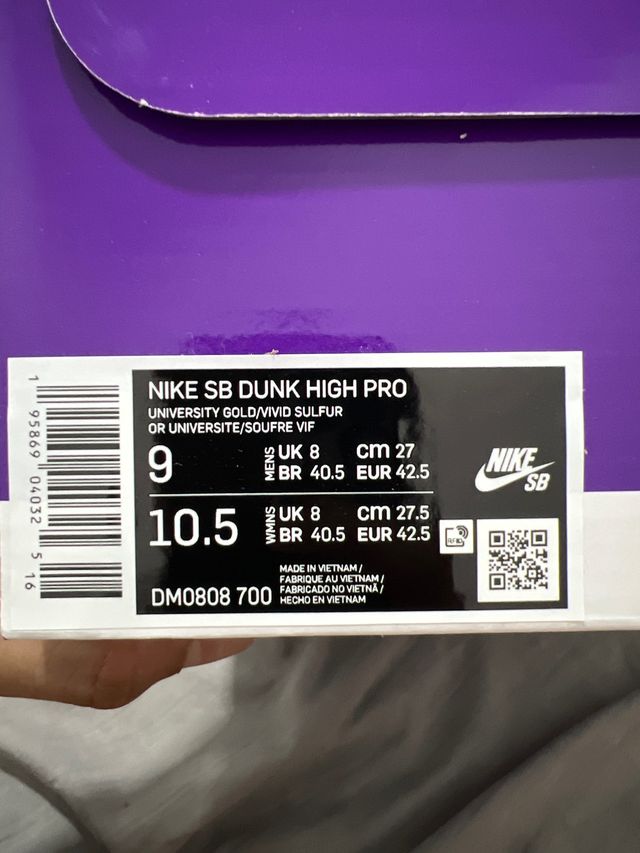 NIKE SB DUNK HIGH PRO
UNIVERSITY GOLD/VIVID SULFUR
OR UNIVERSITE/SOUFRE VIF
9 MENS UK 8 cm 27
BR 40.5 EUR 42.5
10.5 WMNS UK 8 cm 27.5
BR 40.5 EUR 42.5
DM0808 700
MADE IN VIETNAM /
FABRIQUE AU VIETNAM /
FABRICADO NO VIETNÃ /
HECHO EN VIETNAM
NIKE
SB
RFID
1 95869 04032 5 16